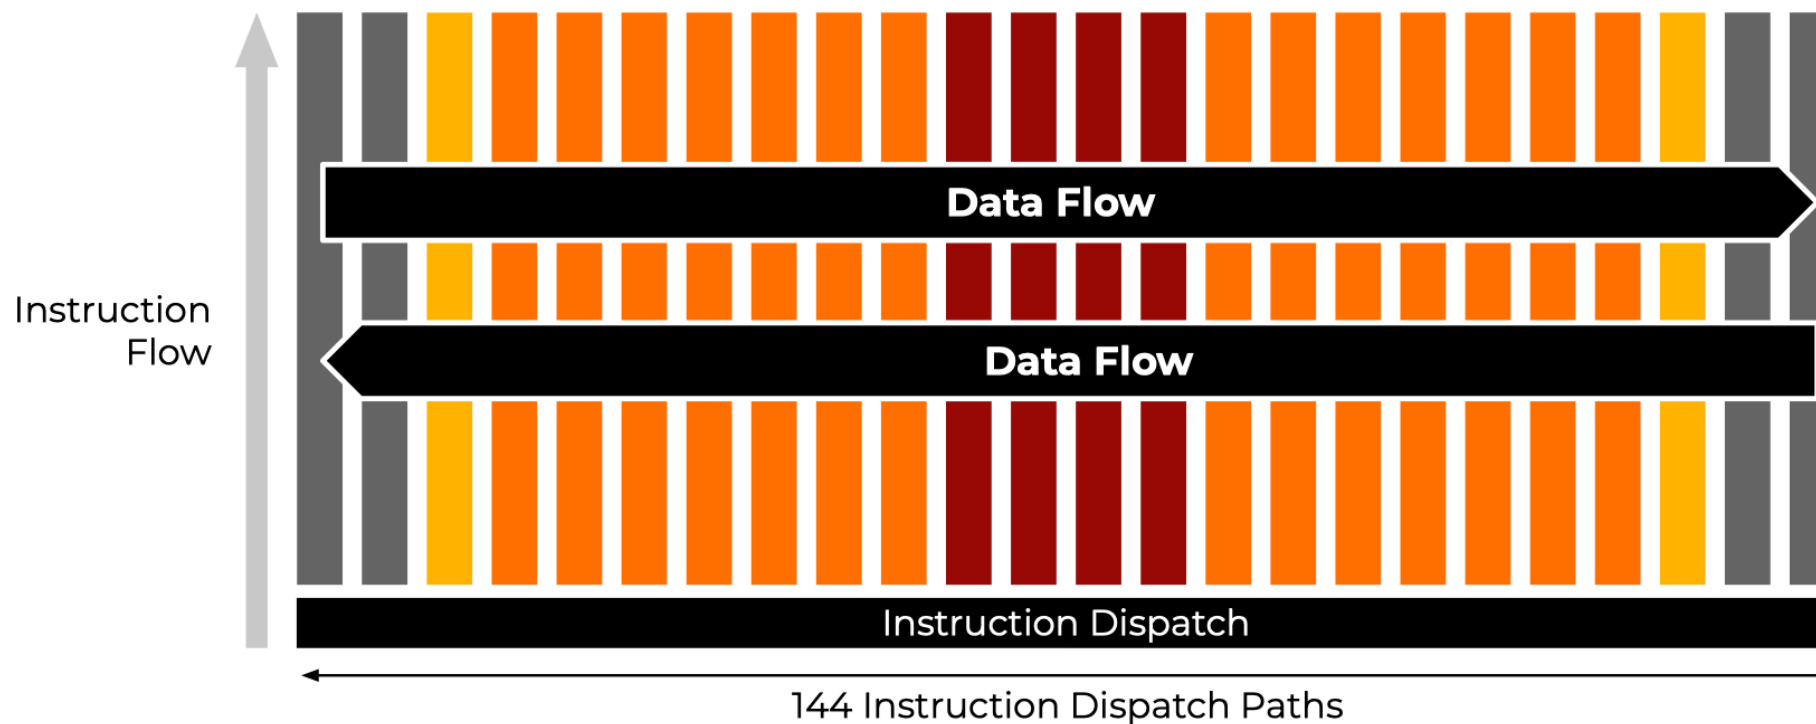 Data Flow
Instruction
Flow
Data Flow
Instruction Dispatch
144 Instruction Dispatch Paths